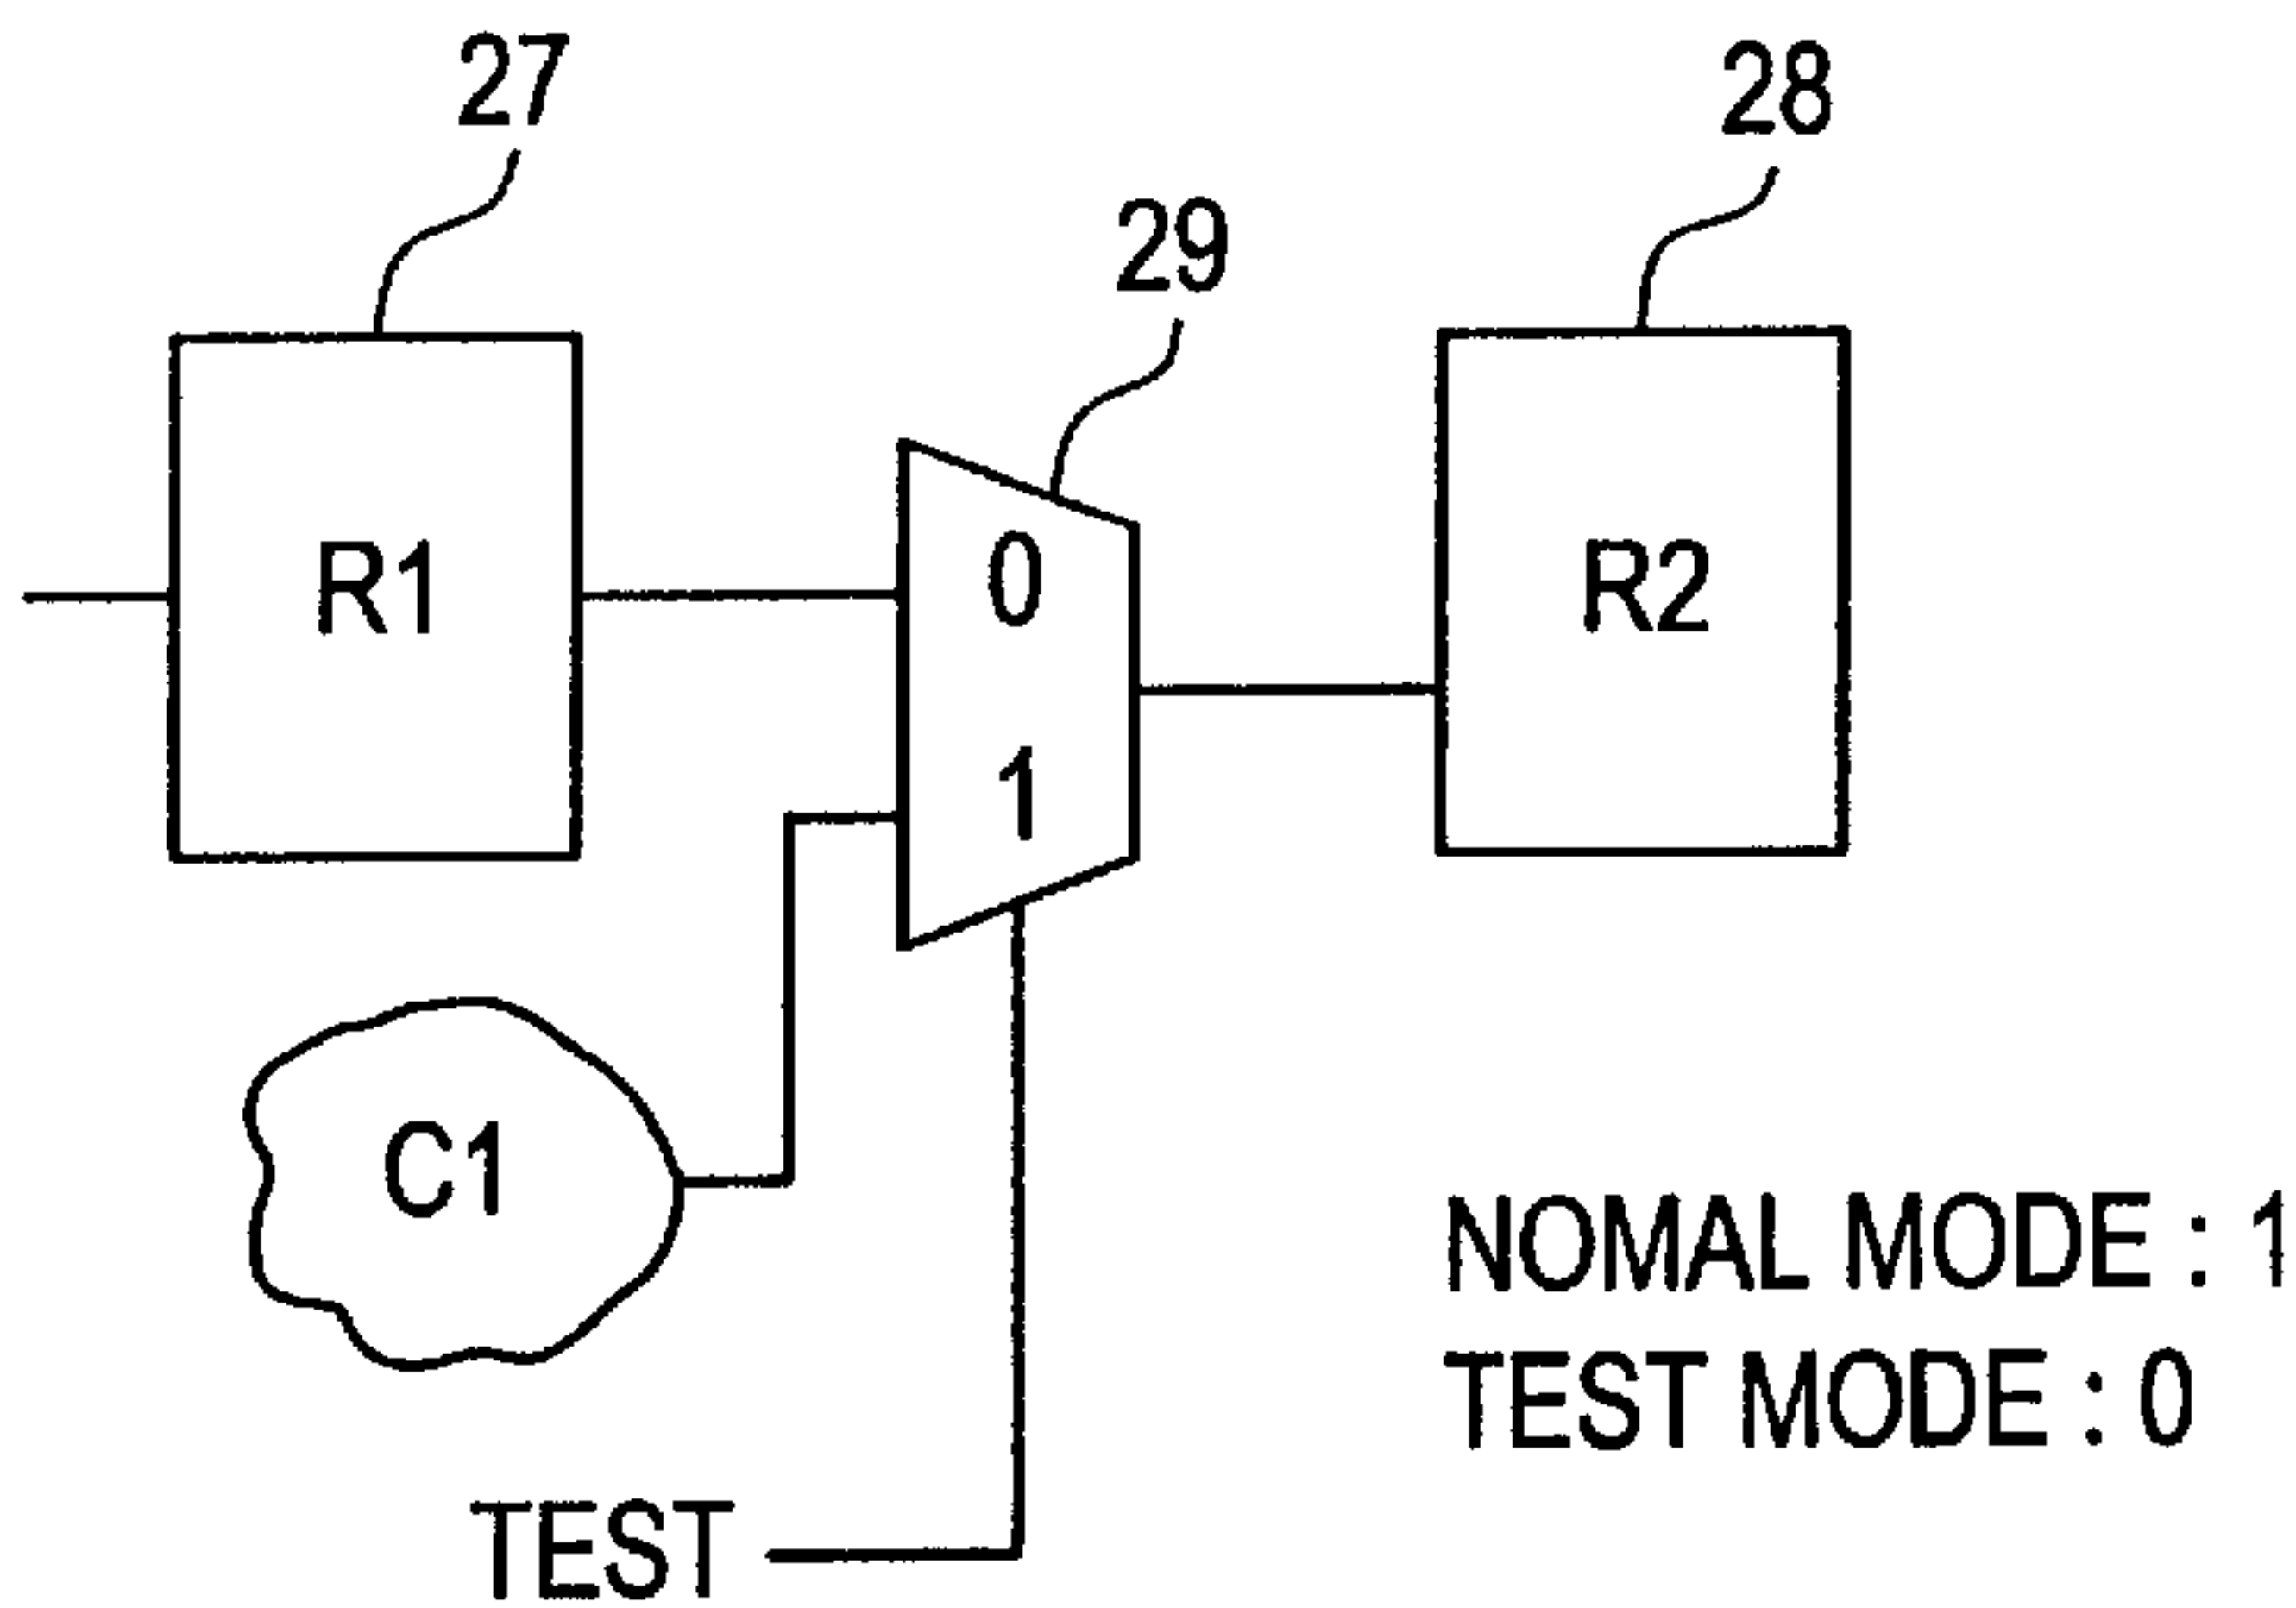 27
28
29
R1
0
R2
1
C1
NOMAL MODE : 1
TEST MODE : 0
TEST